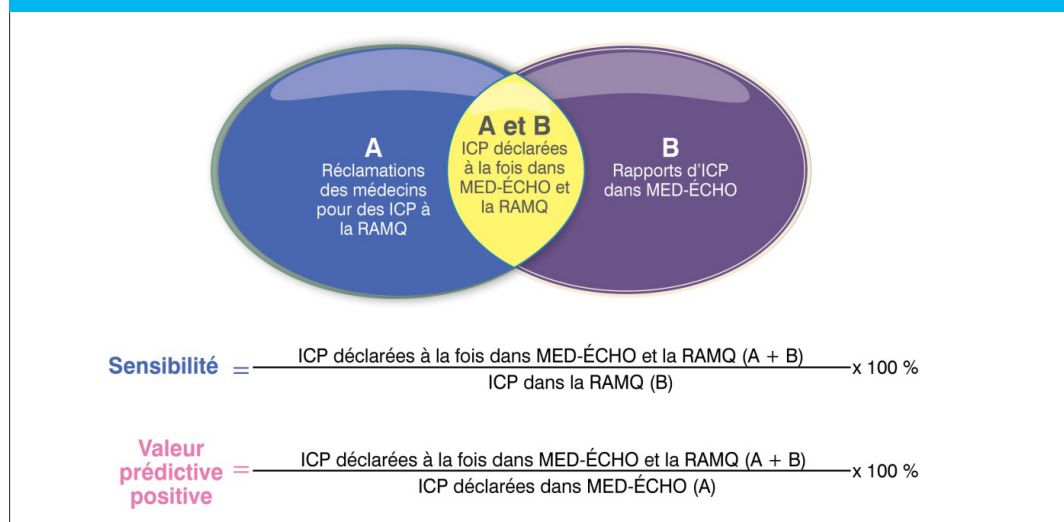 A
Réclamations
des médecins
pour des ICP à
la RAMQ
A et B
ICP déclarées
à la fois dans
MED-ÉCHO et
la RAMQ
B
Rapports d’ICP
dans MED-ÉCHO
Sensibilité = ICP déclarées à la fois dans MED-ÉCHO et la RAMQ (A + B)
ICP dans la RAMQ (B)
x 100 %
Valeur
prédictive
positive
= ICP déclarées à la fois dans MED-ÉCHO et la RAMQ (A + B)
ICP déclarées dans MED-ÉCHO (A)
x 100 %